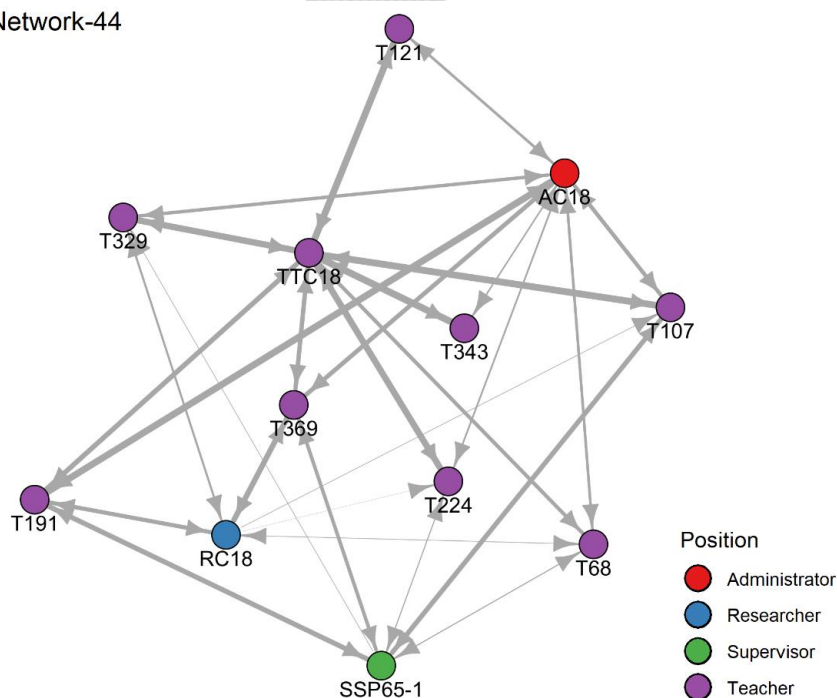 Network-44
T121
AC18
T329
TTC18
T107
T343
T369
T224
T191
RC18
T68
SSP65-1
Position
Administrator
Researcher
Supervisor
Teacher